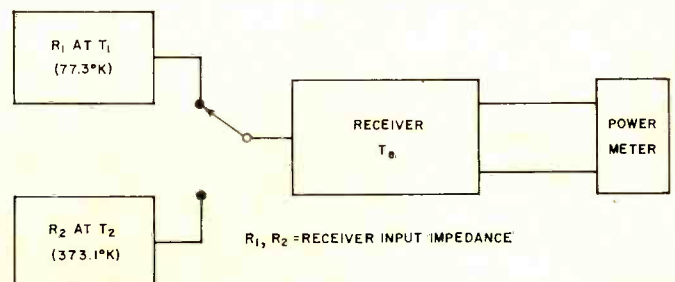 R₁ AT T₁
(77.3°K)
RECEIVER
Tₑ
POWER
METER
R₂ AT T₂
(373.1°K)
R₁, R₂ = RECEIVER INPUT IMPEDANCE